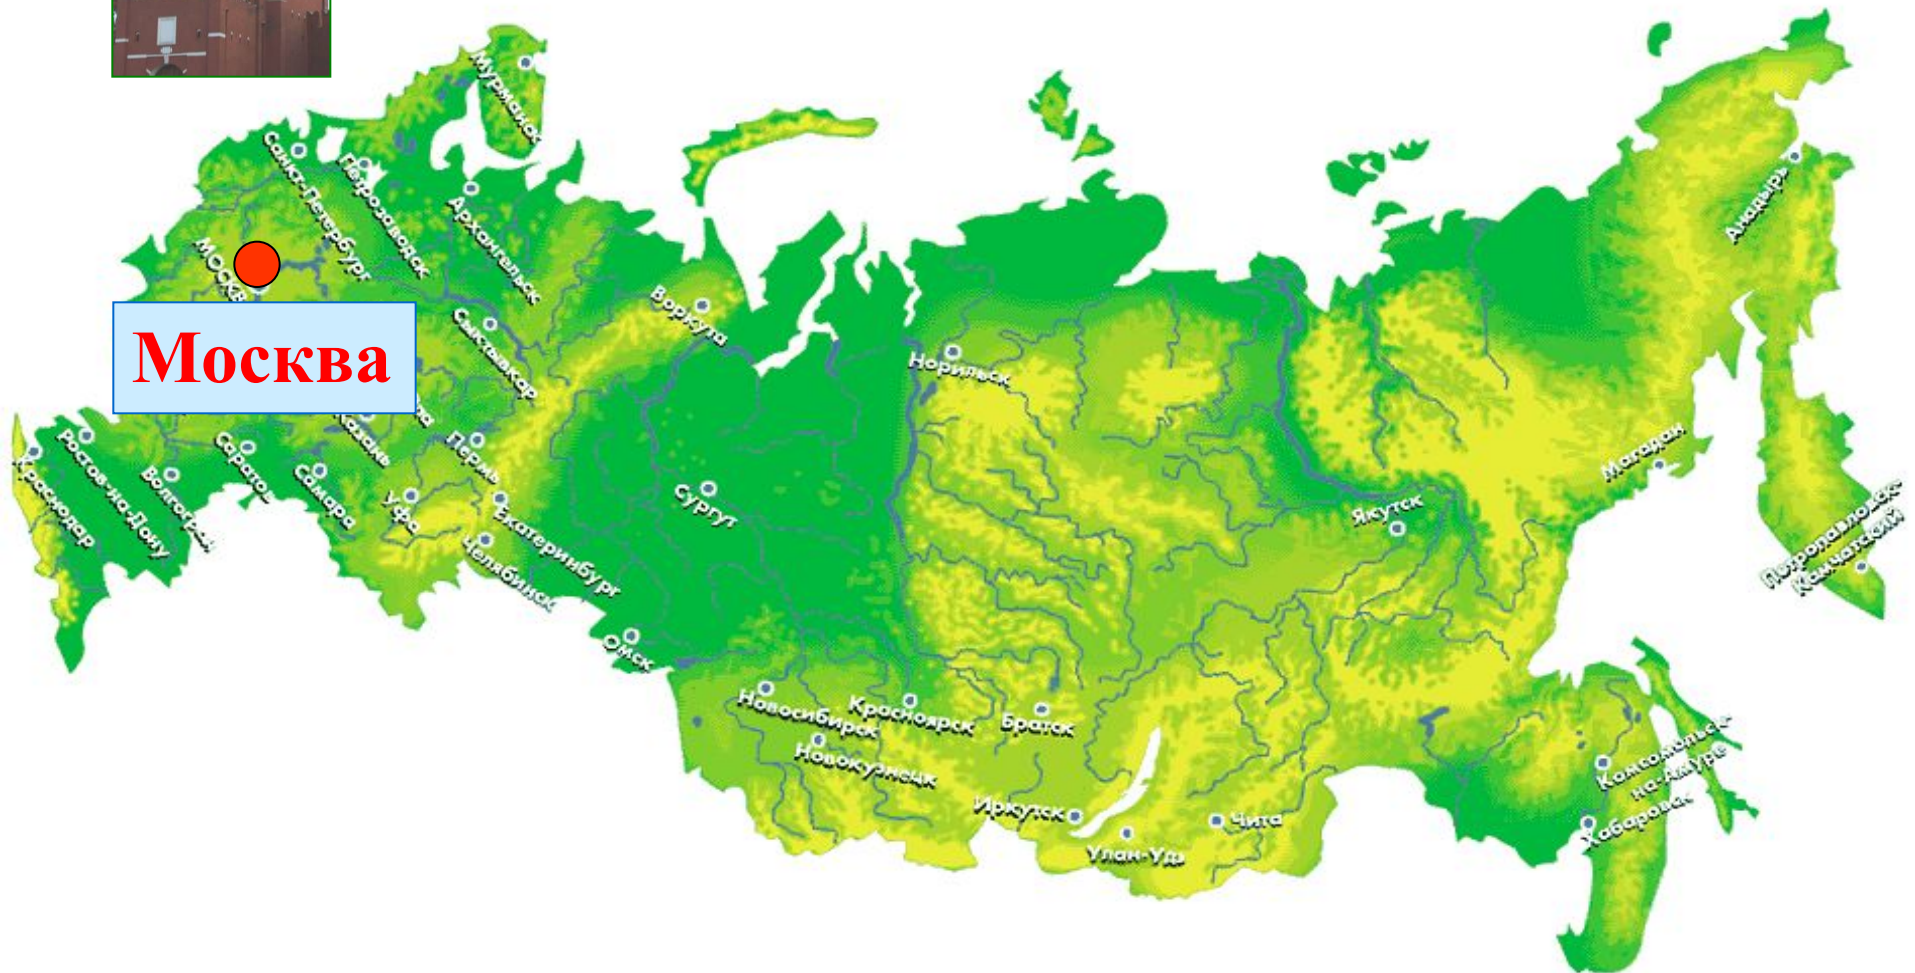 Мурманск
Санкт-Петербург
Петрозаводск
Архангельск
Анадырь
МОСКВ
Москва
Воркута
Сыктывкар
Норильск
Казань
Пермь
Саратов
Самара
Уфа
Ростов-на-Дону
Волгоград
Краснодар
Екатеринбург
Челябинск
Сургут
Омск
Якутск
Магадан
Петропавловск-
Камчатский
Новосибирск
Красноярск
Братск
Новокузнецк
Иркутск
Чита
Улан-Удэ
Комсомольск-
на-Амуре
Хабаровск